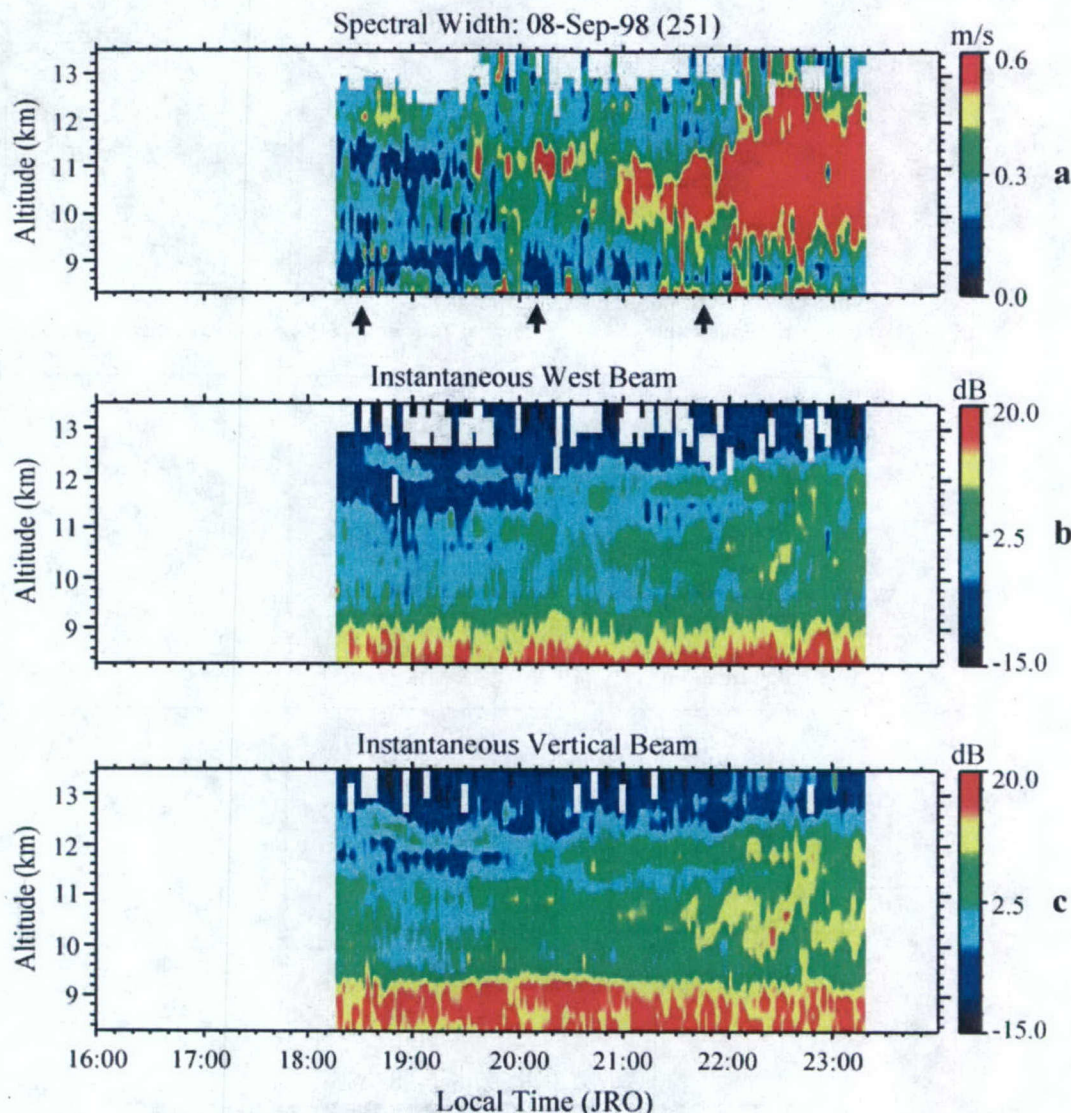 Spectral Width: 08-Sep-98 (251)
m/s
13
12
11
10
9
Altitude (km)
0.6
0.3
0.0
a
Instantaneous West Beam
dB
13
12
11
10
9
Altitude (km)
20.0
2.5
-15.0
b
Instantaneous Vertical Beam
dB
13
12
11
10
9
Altitude (km)
20.0
2.5
-15.0
c
16:00 17:00 18:00 19:00 20:00 21:00 22:00 23:00
Local Time (JRO)